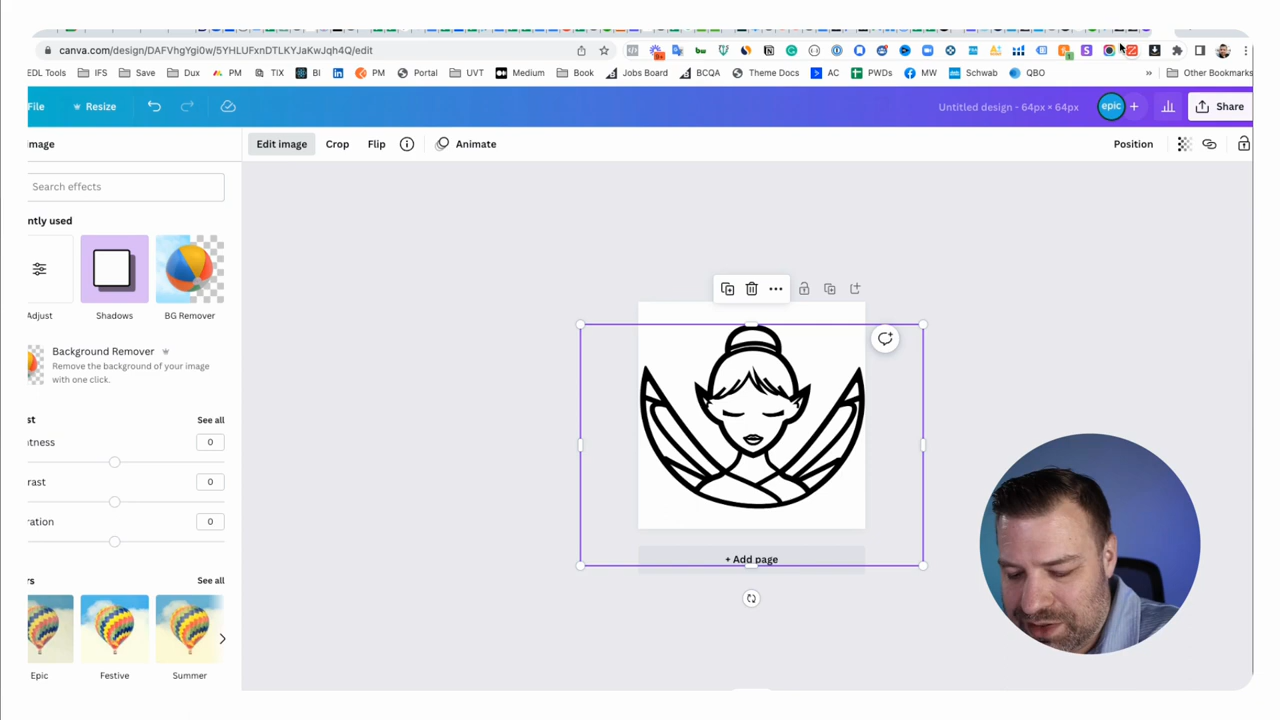 canva.com/design/DAFVhgYgi0w/5YHLUFxnDTLKYJaKwJqh4Q/edit
EDL Tools IFS Save Dux PM TIX BI PM Portal UVT Medium Book Jobs Board BCQA Theme Docs AC PWDs MW Schwab QBO » Other Bookmarks
File Resize Untitled design - 64px × 64px epic + Share
image Edit image Crop Flip Animate Position
Search effects
ntly used
Adjust Shadows BG Remover
Background Remover
Remove the background of your image
with one click.
st See all
ntness 0
rast 0
ration 0
+ Add page
rs See all
Epic Festive Summer